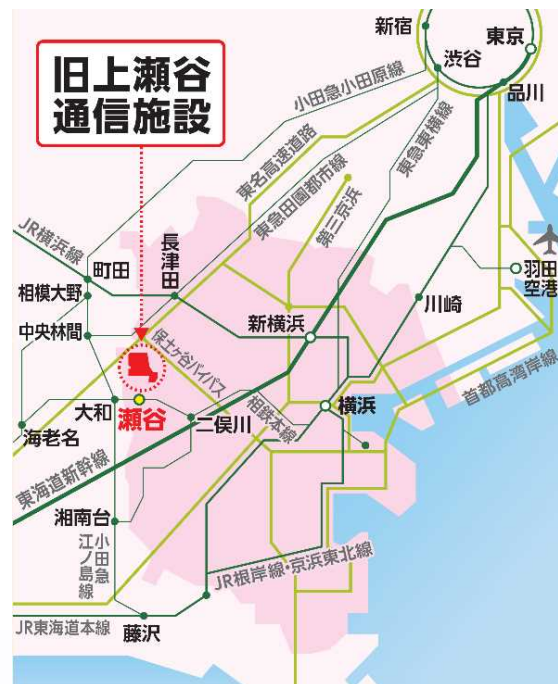 新宿
東京
渋谷
品川
旧上瀬谷
通信施設
小田急小田原線
東急東横線
東名高速道路
東急田園都市線
第三京浜
JR横浜線
町田
長津田
羽田
空港
相模大野
川崎
中央林間
新横浜
保土ヶ谷バイパス
首都高湾岸線
大和
瀬谷
横浜
二俣川
相鉄本線
海老名
東海道新幹線
湘南台
小田急
江ノ島線
JR根岸線・京浜東北線
JR東海道本線
藤沢